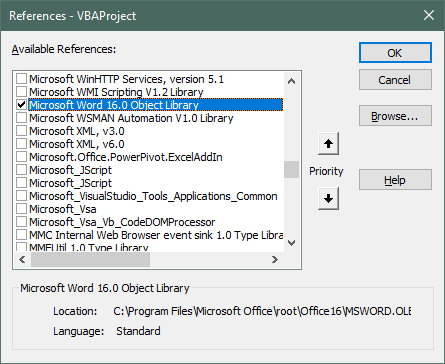 References - VBAProject
Available References:
OK
Microsoft WinHTTP Services, version 5.1
Microsoft WMI Scripting V1.2 Library
Cancel
Microsoft Word 16.0 Object Library
Microsoft WSMAN Automation V1.0 Library
Browse...
Microsoft XML, v3.0
Microsoft XML, v6.0
Microsoft.Office.PowerPivot.ExcelAddIn
Microsoft_JScript
Priority
Microsoft_JScript
Help
Microsoft_VisualStudio_Tools_Applications_Common
Microsoft_Vsa
Microsoft_Vsa_Vb_CodeDOMProcessor
MMC Internal Web Browser event sink 1.0 Type Libra
MMEUtil 1.0 Type Library
Microsoft Word 16.0 Object Library
Location: C:\Program Files\Microsoft Office\root\Office16\MSWORD.OLB
Language: Standard